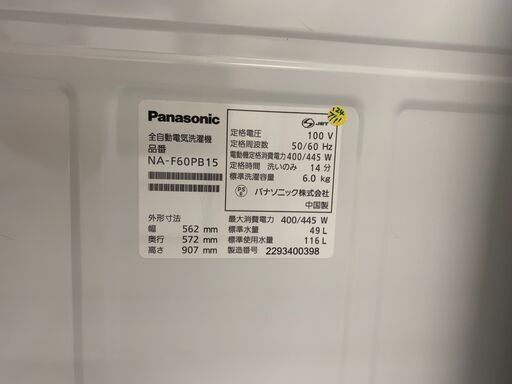 Panasonic
全自動電気洗濯機
品番
NA-F60PB15
外形寸法
幅 562 mm
奥行 572 mm
高さ 907 mm
JET
定格電圧 100 V
定格周波数 50/60 Hz
電動機定格消費電力 400/445 W
定格時間 洗いのみ 14 分
標準洗濯容量 6.0 kg
PS
E
パナソニック株式会社
中国製
最大消費電力 400/445 W
標準水量 49 L
標準使用水量 116 L
製造番号 2293400398